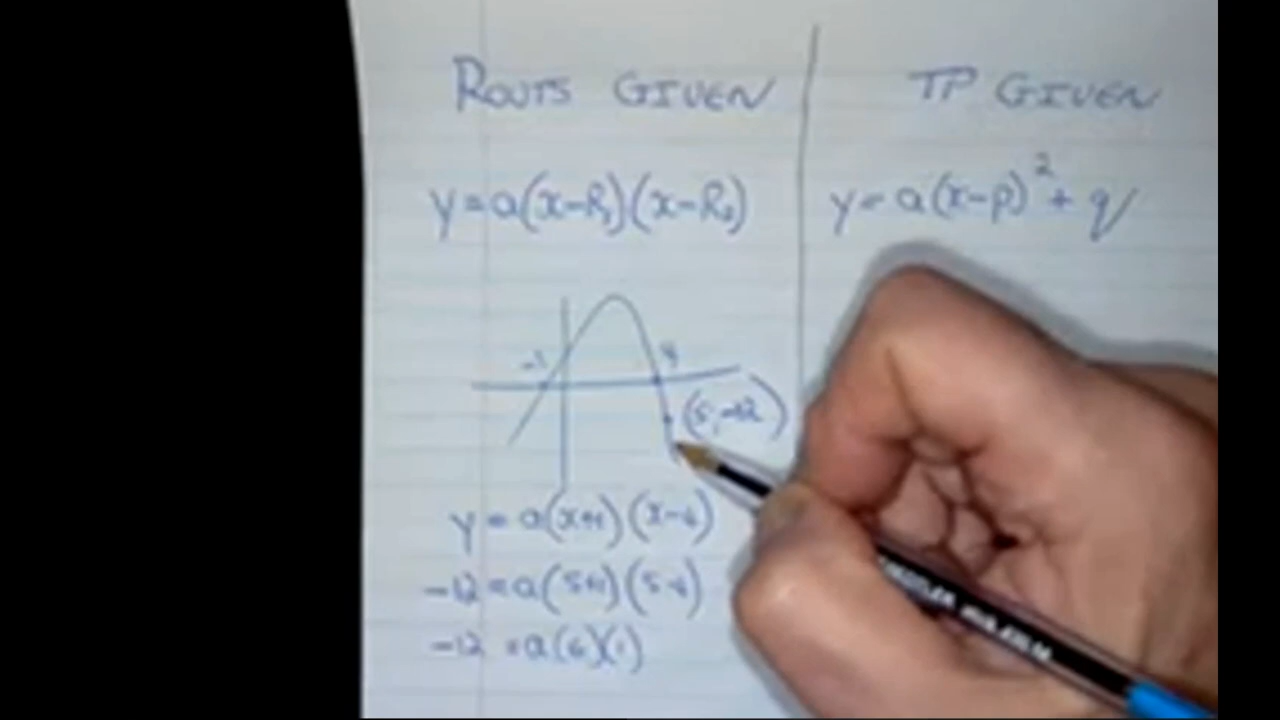 ROOTS GIVEN
y=a(x-R₁)(x-R₂)
-1
4
(5,-12)
y=a(x+1)(x-4)
-12=a(5+1)(5-4)
-12=a(6)(1)
TP GIVEN
y=a(x-p)²+q